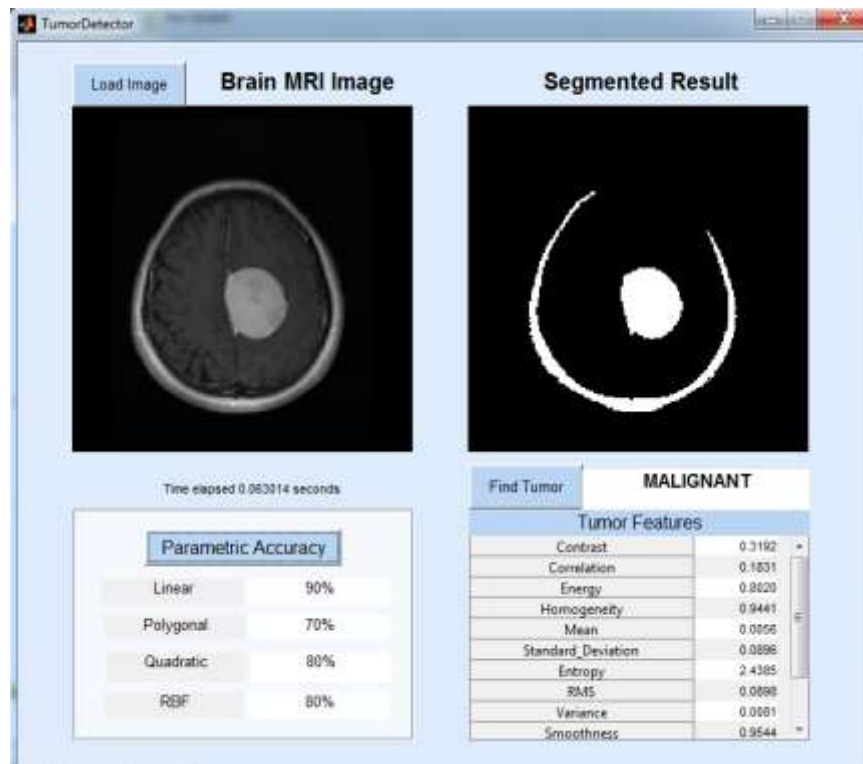 TumorDetector
Load Image
Brain MRI Image
Segmented Result
Time elapsed 0.063014 seconds
Find Tumor
MALIGNANT
Parametric Accuracy
Linear 90%
Polygonal 70%
Quadratic 80%
RBF 80%
Tumor Features
Contrast 0.3192
Correlation 0.1831
Energy 0.8020
Homogeneity 0.9441
Mean 0.0056
Standard_Deviation 0.0896
Entropy 2.4385
RMS 0.0898
Variance 0.0081
Smoothness 0.9544